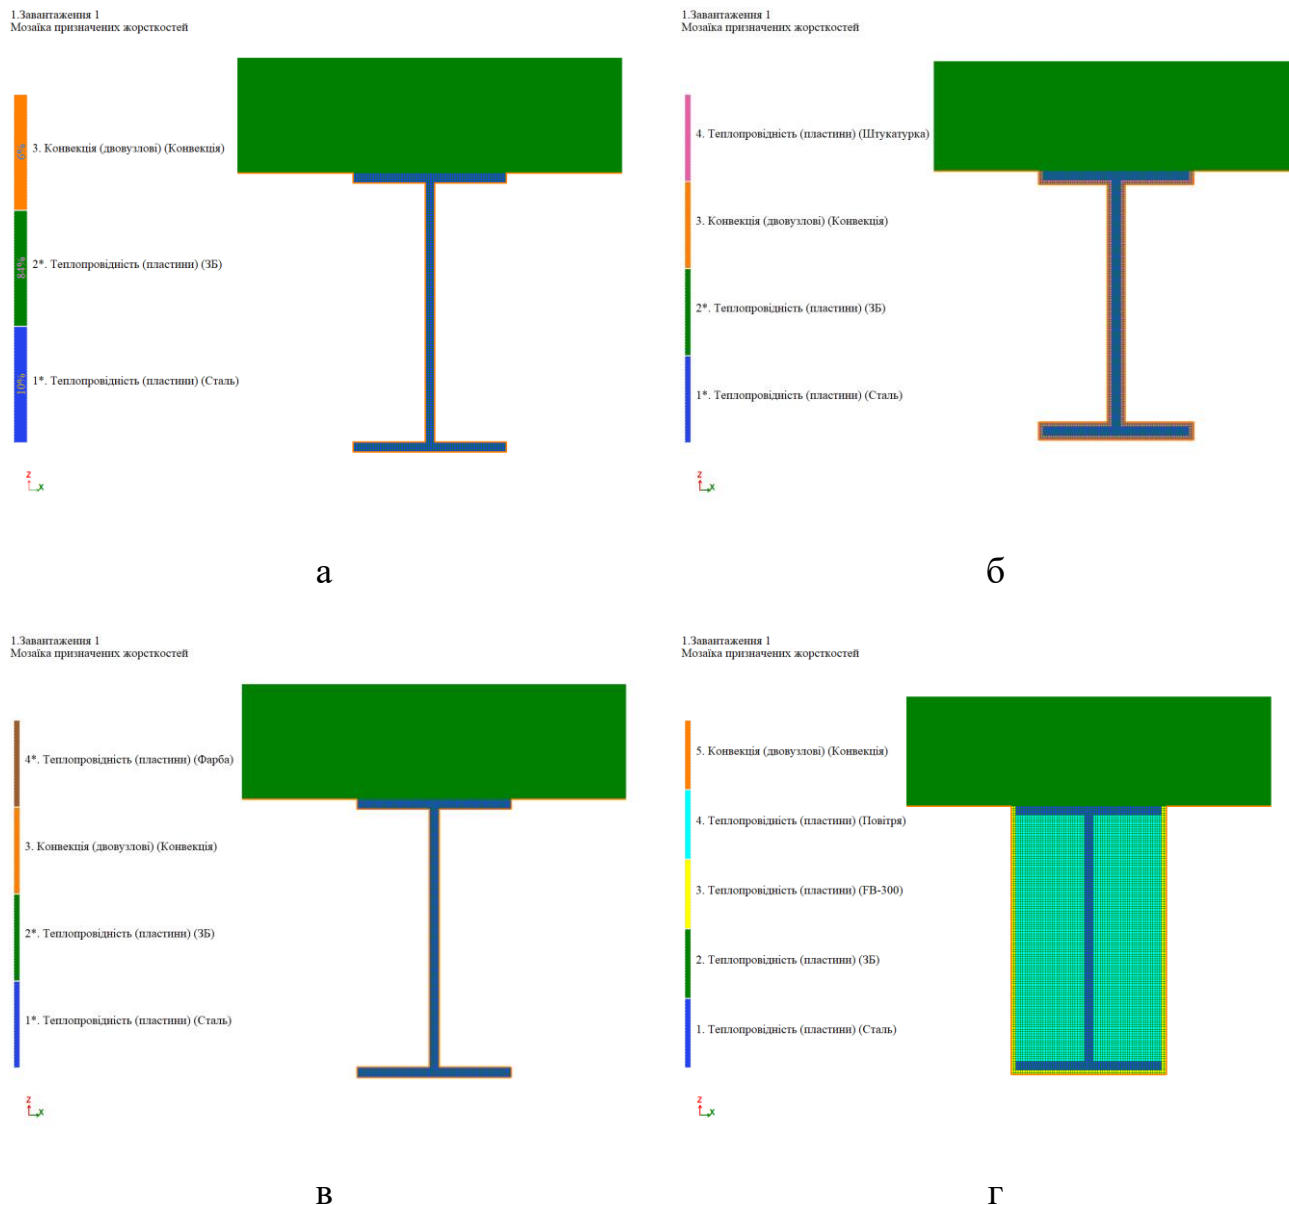 1.Завантаження 1
Мозаїка призначених жорсткостей
6%
3. Конвекція (двовузлові) (Конвекція)
84%
2*. Теплопровідність (пластини) (ЗБ)
10%
1*. Теплопровідність (пластини) (Сталь)
Z
X
а
1.Завантаження 1
Мозаїка призначених жорсткостей
4. Теплопровідність (пластини) (Штукатурка)
3. Конвекція (двовузлові) (Конвекція)
2*. Теплопровідність (пластини) (ЗБ)
1*. Теплопровідність (пластини) (Сталь)
Z
X
б
1.Завантаження 1
Мозаїка призначених жорсткостей
4*. Теплопровідність (пластини) (Фарба)
3. Конвекція (двовузлові) (Конвекція)
2*. Теплопровідність (пластини) (ЗБ)
1*. Теплопровідність (пластини) (Сталь)
Z
X
в
1.Завантаження 1
Мозаїка призначених жорсткостей
5. Конвекція (двовузлові) (Конвекція)
4. Теплопровідність (пластини) (Повітря)
3. Теплопровідність (пластини) (FB-300)
2. Теплопровідність (пластини) (ЗБ)
1. Теплопровідність (пластини) (Сталь)
Z
X
г